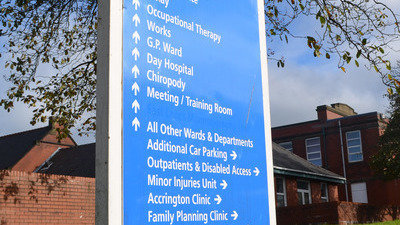 Occupational Therapy
Works
G.P. Ward
Day Hospital
Chiropody
Meeting / Training Room
All Other Wards & Departments
Additional Car Parking
Outpatients & Disabled Access
Minor Injuries Unit
Accrington Clinic
Family Planning Clinic